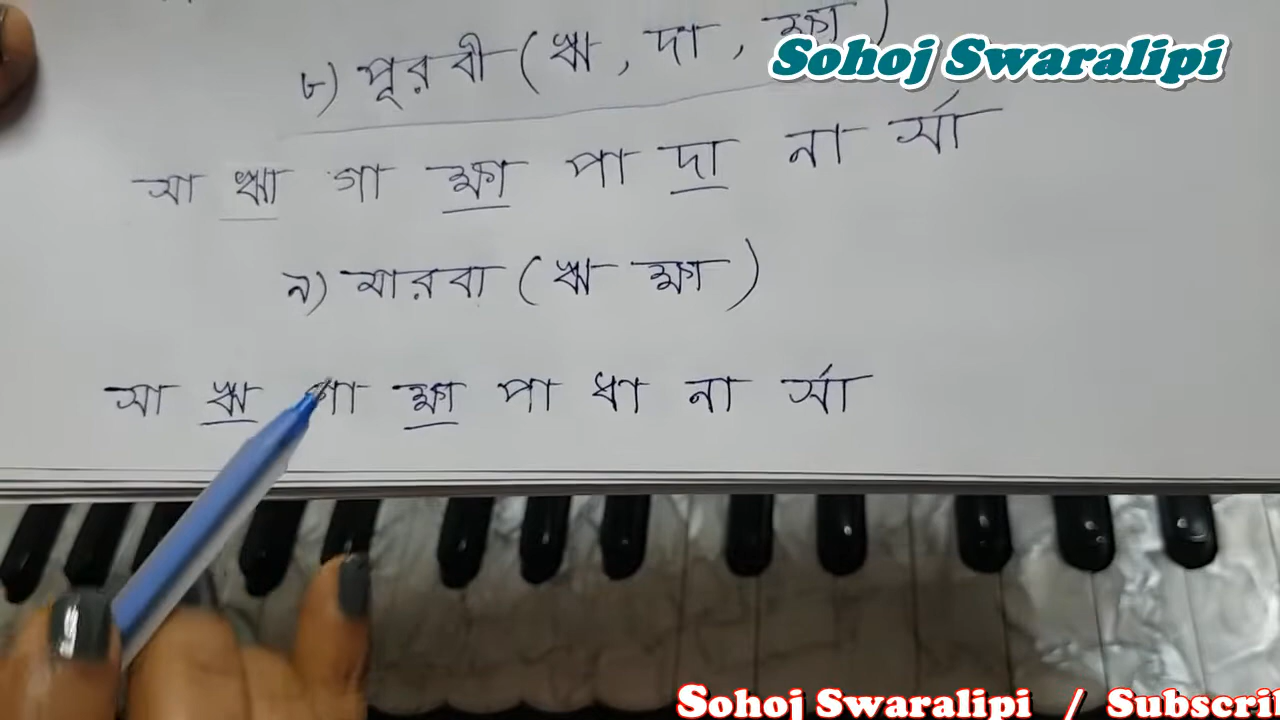 ৮) পূরবী (ঋ, দা, ক্ষা)
Sohoj Swaralipi
সা ঋা গা ক্ষা পা দা না র্সা
৯) মারবা (ঋ ক্ষা)
সা ঋা গা ক্ষা পা ধা না র্সা
Sohoj Swaralipi / Subscri